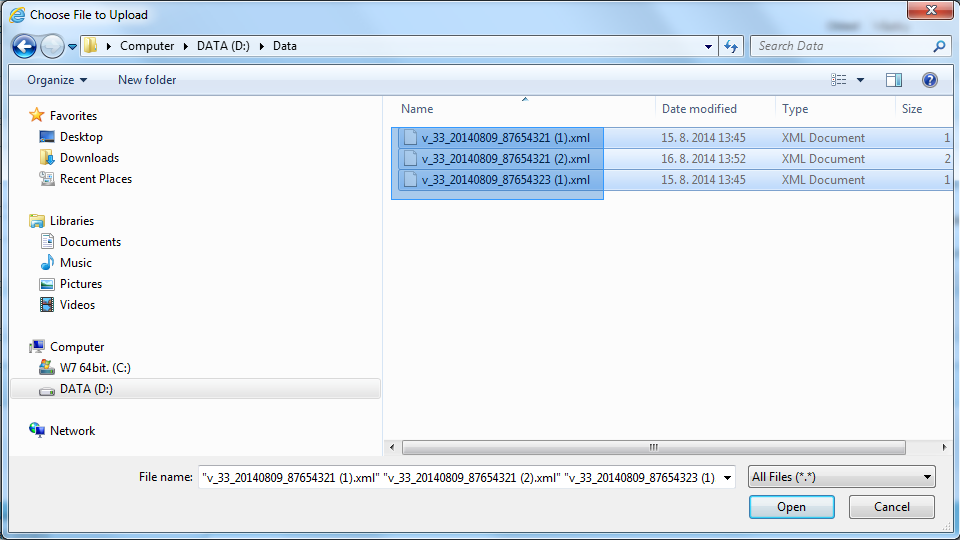 Choose File to Upload
Computer DATA (D:) Data
Search Data
Organize New folder
Name Date modified Type Size
Favorites
Desktop
Downloads
Recent Places
Libraries
Documents
Music
Pictures
Videos
Computer
W7 64bit. (C:)
DATA (D:)
Network
v_33_20140809_87654321 (1).xml 15. 8. 2014 13:45 XML Document 1
v_33_20140809_87654321 (2).xml 16. 8. 2014 13:52 XML Document 2
v_33_20140809_87654323 (1).xml 15. 8. 2014 13:45 XML Document 1
File name: "v_33_20140809_87654321 (1).xml" "v_33_20140809_87654321 (2).xml" "v_33_20140809_87654323 (1)
All Files (*.*)
Open Cancel